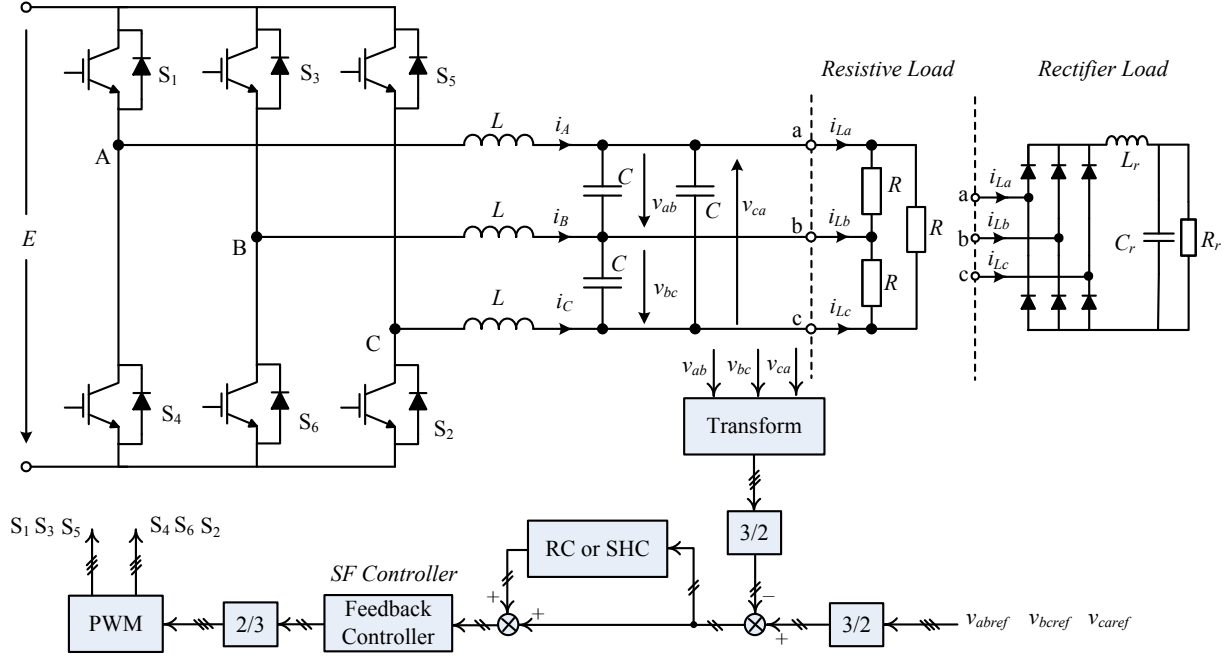 S1
S3
S5
Resistive Load
Rectifier Load
A
L
iA
a
iLa
C
vab
C
vca
R
R
Lr
a
iLa
E
B
L
iB
b
iLb
b
iLb
Cr
Rr
C
vbc
R
c
iLc
C
L
iC
c
iLc
S4
S6
S2
vab
vbc
vca
Transform
S1 S3 S5
S4 S6 S2
3/2
RC or SHC
SF Controller
PWM
2/3
Feedback
Controller
+
+
−
+
3/2
vabref
vbcref
vcaref